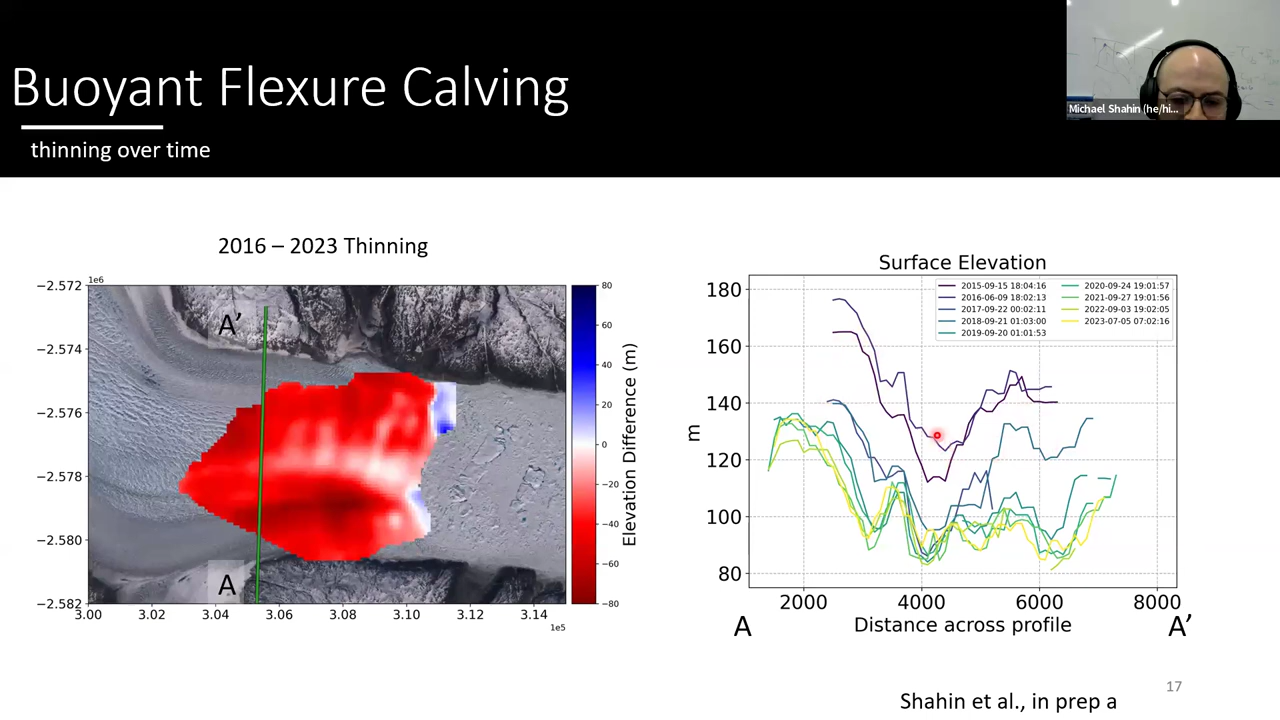 Buoyant Flexure Calving
thinning over time
Michael Shahin (he/hi...
2016 – 2023 Thinning
1e6
−2.572
−2.574
−2.576
−2.578
−2.580
−2.582
3.00
3.02
3.04
3.06
3.08
3.10
3.12
3.14
1e5
A’
A
80
60
40
20
0
−20
−40
−60
−80
Elevation Difference (m)
Surface Elevation
2015-09-15 18:04:16
2016-06-09 18:02:13
2017-09-22 00:02:11
2018-09-21 01:03:00
2019-09-20 01:01:53
2020-09-24 19:01:57
2021-09-27 19:01:56
2022-09-03 19:02:05
2023-07-05 07:02:16
180
160
140
120
100
80
m
2000
4000
6000
8000
A
Distance across profile
A’
17
Shahin et al., in prep a